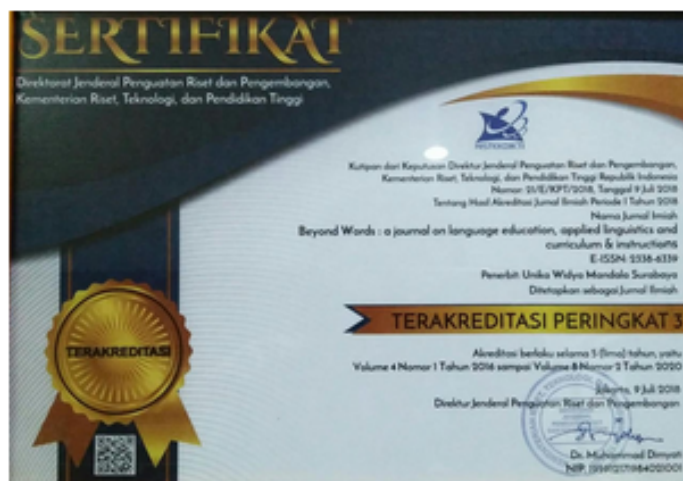 SERTIFIKAT
Direktorat Jenderal Penguatan Riset dan Pengembangan,
Kementerian Riset, Teknologi, dan Pendidikan Tinggi
RISTEKDIKTI
Kutipan dari Keputusan Direktur Jenderal Penguatan Riset dan Pengembangan,
Kementerian Riset, Teknologi, dan Pendidikan Tinggi Republik Indonesia
Nomor: 21/E/KPT/2018, Tanggal 9 Juli 2018
Tentang Hasil Akreditasi Jurnal Ilmiah Periode I Tahun 2018
Nama Jurnal Ilmiah
Beyond Words : a journal on language education, applied linguistics and
curriculum & instructions
E-ISSN: 2338-6339
Penerbit: Unika Widya Mandala Surabaya
Ditetapkan sebagai Jurnal Ilmiah
TERAKREDITASI PERINGKAT 3
TERAKREDITASI
Akreditasi berlaku selama 5 (lima) tahun, yaitu
Volume 4 Nomor 1 Tahun 2016 sampai Volume 8 Nomor 2 Tahun 2020
Jakarta, 9 Juli 2018
Direktur Jenderal Penguatan Riset dan Pengembangan
Dr. Muhammad Dimyati
NIP.